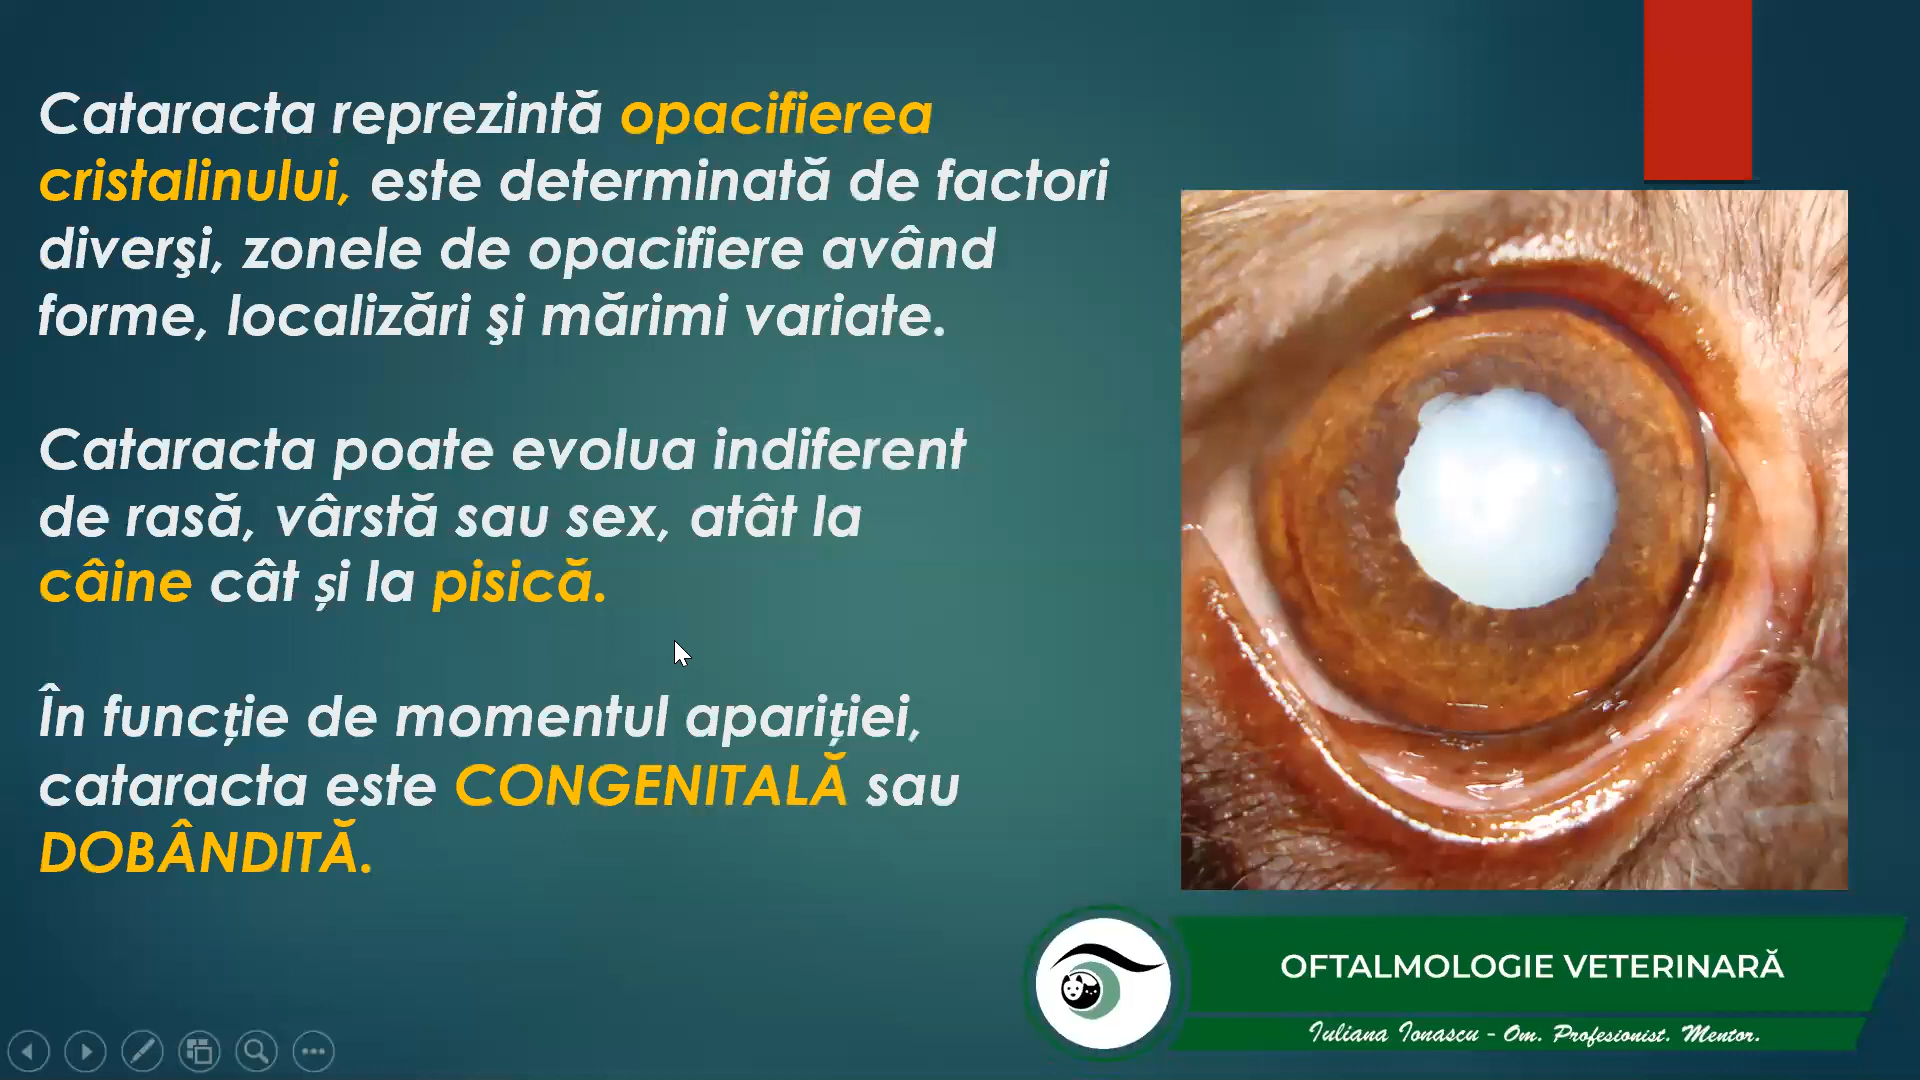 Cataracta reprezintă opacifierea
cristalinului, este determinată de factori
diverşi, zonele de opacifiere având
forme, localizări şi mărimi variate.
Cataracta poate evolua indiferent
de rasă, vârstă sau sex, atât la
câine cât și la pisică.
În funcție de momentul apariției,
cataracta este CONGENITALĂ sau
DOBÂNDITĂ.
OFTALMOLOGIE VETERINARĂ
Iuliana Ionascu - Om. Profesionist. Mentor.